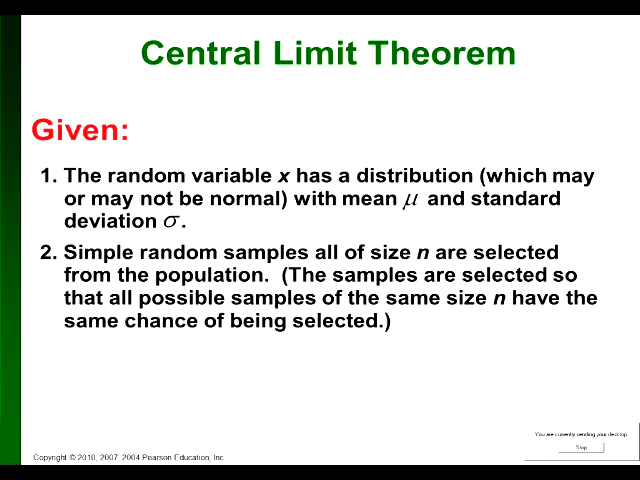 Central Limit Theorem
Given:
1. The random variable x has a distribution (which may
or may not be normal) with mean μ and standard
deviation σ.
2. Simple random samples all of size n are selected
from the population. (The samples are selected so
that all possible samples of the same size n have the
same chance of being selected.)
You are currently sending your desktop.
Stop
Copyright © 2010, 2007, 2004 Pearson Education, Inc